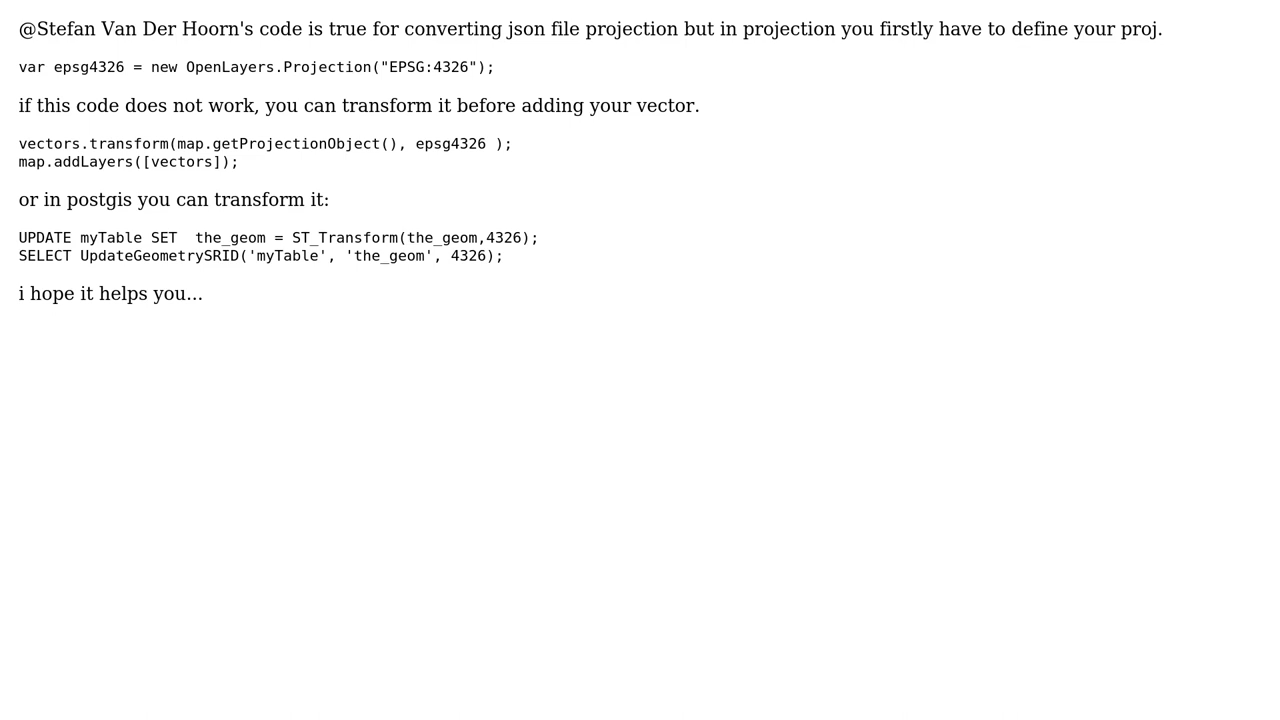 @Stefan Van Der Hoorn's code is true for converting json file projection but in projection you firstly have to define your proj.
var epsg4326 = new OpenLayers.Projection("EPSG:4326");
if this code does not work, you can transform it before adding your vector.
vectors.transform(map.getProjectionObject(), epsg4326 );
map.addLayers([vectors]);
or in postgis you can transform it:
UPDATE myTable SET  the_geom = ST_Transform(the_geom,4326);
SELECT UpdateGeometrySRID('myTable', 'the_geom', 4326);
i hope it helps you...